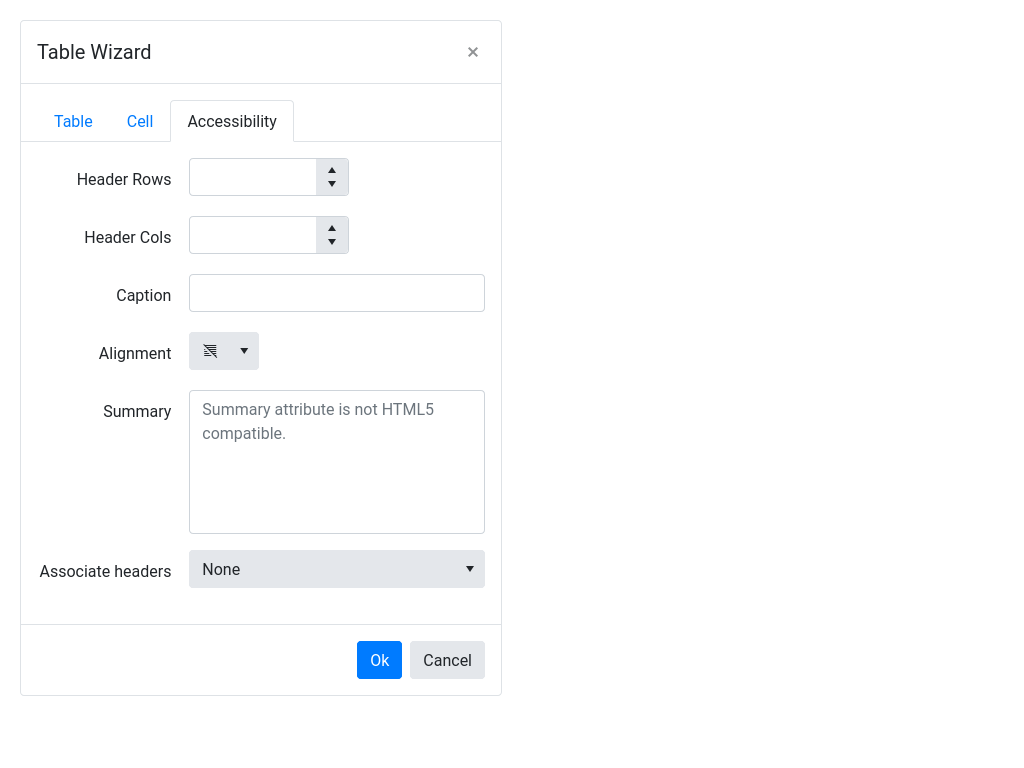 Table Wizard
Table Cell Accessibility
Header Rows
Header Cols
Caption
Alignment
Summary
Summary attribute is not HTML5
compatible.
Associate headers None
Ok Cancel